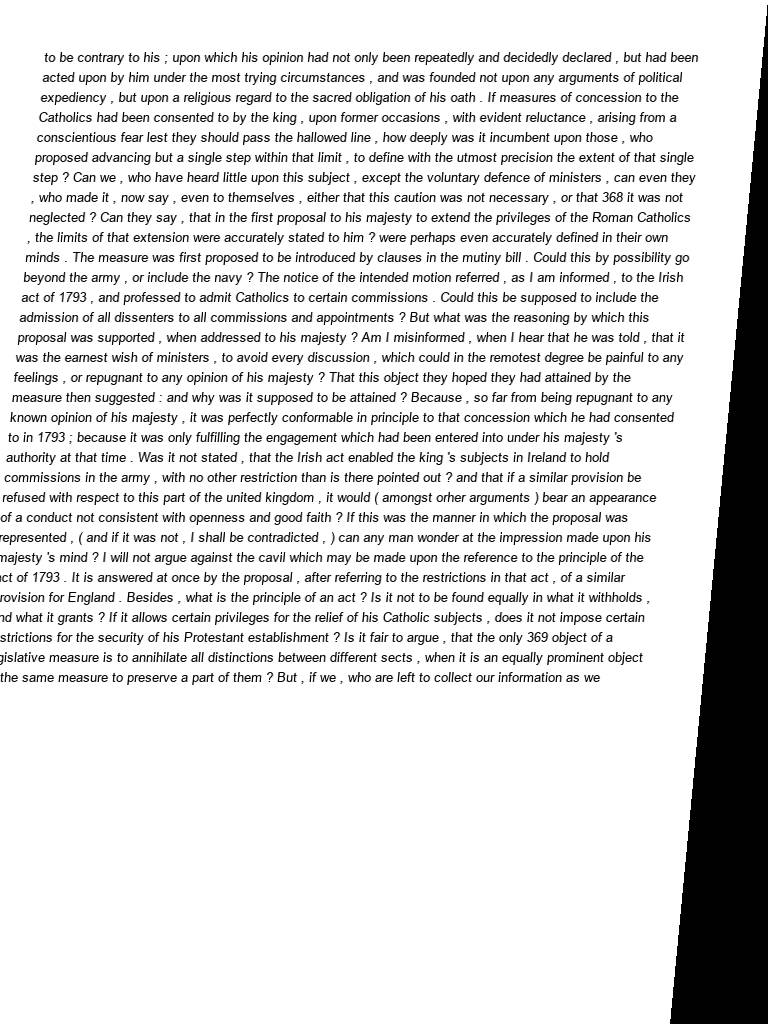 to be contrary to his ; upon which his opinion had not only been repeatedly and decidedly declared , but had been
acted upon by him under the most trying circumstances , and was founded not upon any arguments of political
expediency , but upon a religious regard to the sacred obligation of his oath . If measures of concession to the
Catholics had been consented to by the king , upon former occasions , with evident reluctance , arising from a
conscientious fear lest they should pass the hallowed line , how deeply was it incumbent upon those , who
proposed advancing but a single step within that limit , to define with the utmost precision the extent of that single
step ? Can we , who have heard little upon this subject , except the voluntary defence of ministers , can even they
, who made it , now say , even to themselves , either that this caution was not necessary , or that 368 it was not
neglected ? Can they say , that in the first proposal to his majesty to extend the privileges of the Roman Catholics
, the limits of that extension were accurately stated to him ? were perhaps even accurately defined in their own
minds . The measure was first proposed to be introduced by clauses in the mutiny bill . Could this by possibility go
beyond the army , or include the navy ? The notice of the intended motion referred , as I am informed , to the Irish
act of 1793 , and professed to admit Catholics to certain commissions . Could this be supposed to include the
admission of all dissenters to all commissions and appointments ? But what was the reasoning by which this
proposal was supported , when addressed to his majesty ? Am I misinformed , when I hear that he was told , that it
was the earnest wish of ministers , to avoid every discussion , which could in the remotest degree be painful to any
feelings , or repugnant to any opinion of his majesty ? That this object they hoped they had attained by the
measure then suggested : and why was it supposed to be attained ? Because , so far from being repugnant to any
known opinion of his majesty , it was perfectly conformable in principle to that concession which he had consented
to in 1793 ; because it was only fulfilling the engagement which had been entered into under his majesty 's
authority at that time . Was it not stated , that the Irish act enabled the king 's subjects in Ireland to hold
commissions in the army , with no other restriction than is there pointed out ? and that if a similar provision be
refused with respect to this part of the united kingdom , it would ( amongst orher arguments ) bear an appearance
of a conduct not consistent with openness and good faith ? If this was the manner in which the proposal was
represented , ( and if it was not , I shall be contradicted , ) can any man wonder at the impression made upon his
majesty 's mind ? I will not argue against the cavil which may be made upon the reference to the principle of the
ct of 1793 . It is answered at once by the proposal , after referring to the restrictions in that act , of a similar
rovision for England . Besides , what is the principle of an act ? Is it not to be found equally in what it withholds ,
nd what it grants ? If it allows certain privileges for the relief of his Catholic subjects , does it not impose certain
strictions for the security of his Protestant establishment ? Is it fair to argue , that the only 369 object of a
gislative measure is to annihilate all distinctions between different sects , when it is an equally prominent object
the same measure to preserve a part of them ? But , if we , who are left to collect our information as we